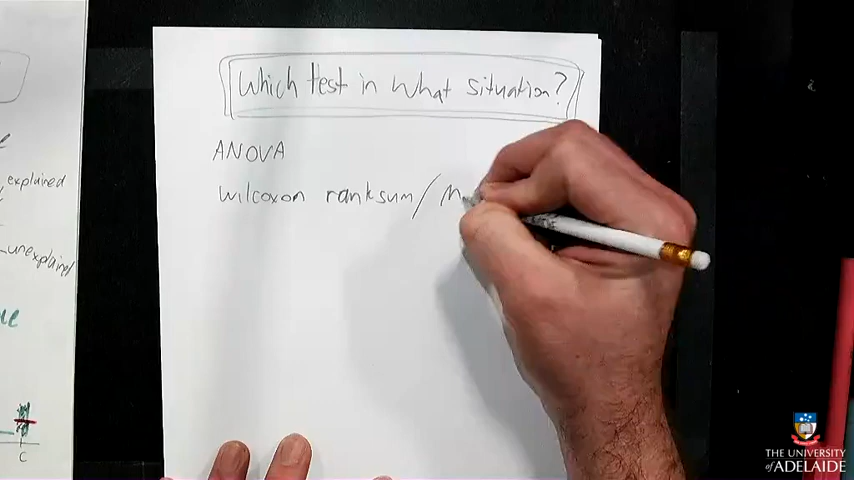 Which test in what situation?
ANOVA
wilcoxon ranksum/M
explained
unexplained
C
THE UNIVERSITY
of ADELAIDE